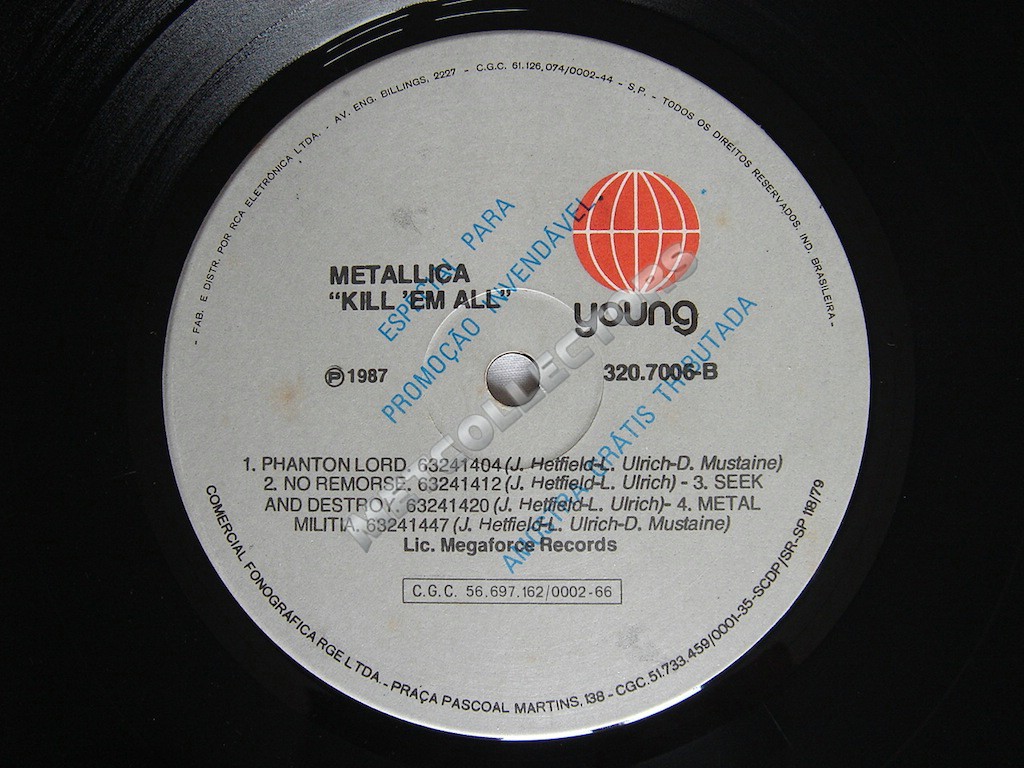 - FAB. E DISTR. POR RCA ELETRÔNICA LTDA. - AV. ENG. BILLINGS, 2227 - C.G.C. 61.126.074/0002-44 - S.P. - TODOS OS DIREITOS RESERVADOS. IND. BRASILEIRA -
METALLICA
"KILL 'EM ALL"
young
℗ 1987
320.7006-B
ESPECIAL PARA
PROMOÇÃO INVENDÁVEL.
AMOSTRA GRÁTIS TRIBUTADA
METCOLLECTORS
1. PHANTON LORD. 63241404 (J. Hetfield-L. Ulrich-D. Mustaine)
2. NO REMORSE. 63241412 (J. Hetfield-L. Ulrich) - 3. SEEK
AND DESTROY. 63241420 (J. Hetfield-L. Ulrich)- 4. METAL
MILITIA. 63241447 (J. Hetfield-L. Ulrich-D. Mustaine)
Lic. Megaforce Records
C.G.C. 56.697.162/0002-66
COMERCIAL FONOGRÁFICA RGE LTDA. - PRAÇA PASCOAL MARTINS, 138 - CGC.51.733.459/0001-35-SCDP/SR-SP 118/79